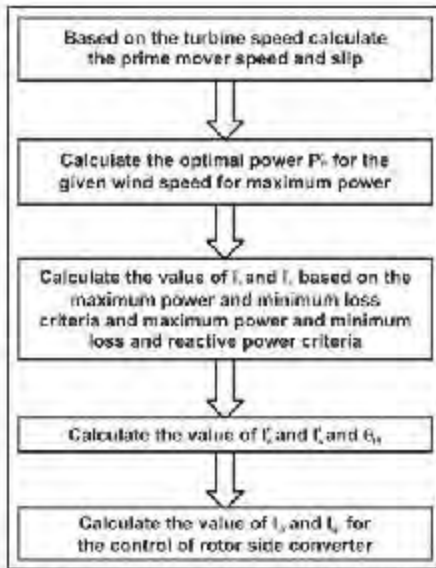 Based on the turbine speed calculate
the prime mover speed and slip
Calculate the optimal power for the
given wind speed for maximum power
Calculate the value of and based on the
maximum power and minimum loss
criteria and maximum power and minimum
loss and reactive power criteria
Calculate the value of and and
Calculate the value of and for
the control of rotor side converter